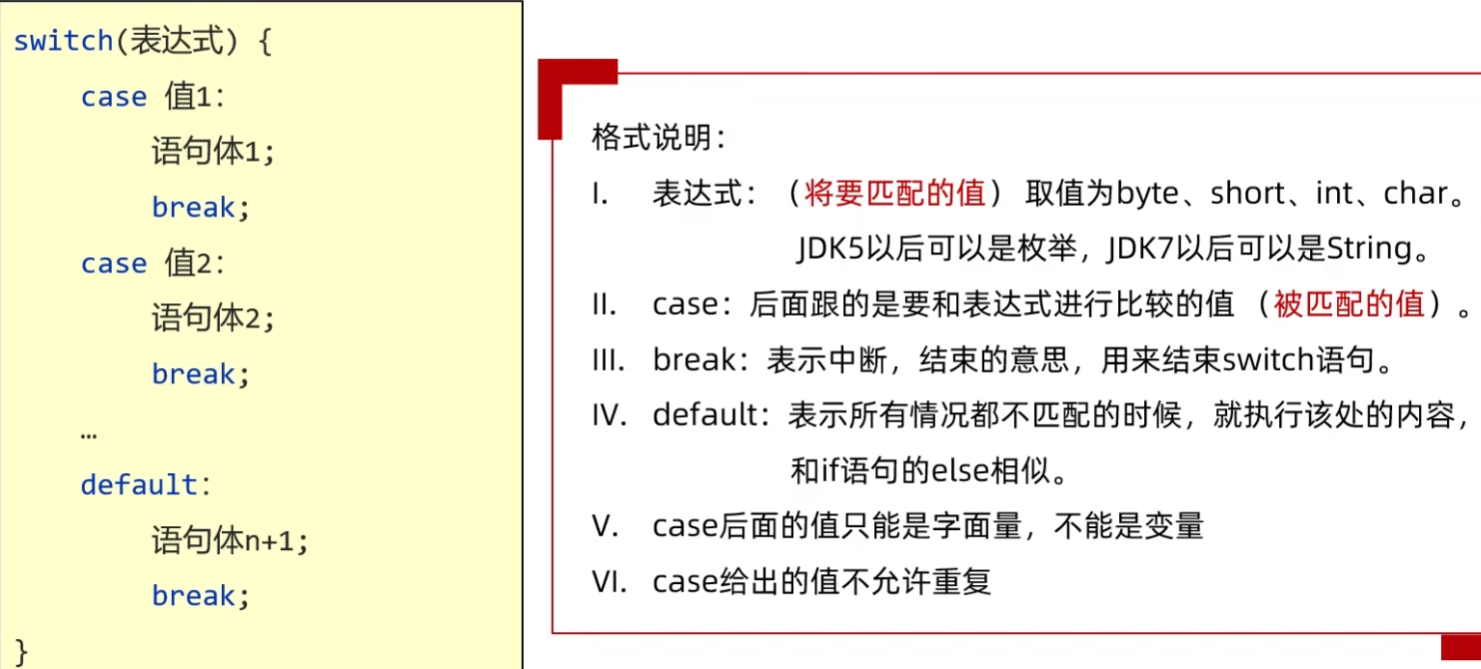 switch(表达式) {
case 值1:
语句体1;
break;
case 值2:
语句体2;
break;
…
default:
语句体n+1;
break;
}
格式说明：
I. 表达式：（将要匹配的值） 取值为byte、short、int、char。
JDK5以后可以是枚举，JDK7以后可以是String。
II. case：后面跟的是要和表达式进行比较的值 （被匹配的值）。
III. break：表示中断，结束的意思，用来结束switch语句。
IV. default：表示所有情况都不匹配的时候，就执行该处的内容，
和if语句的else相似。
V. case后面的值只能是字面量，不能是变量
VI. case给出的值不允许重复